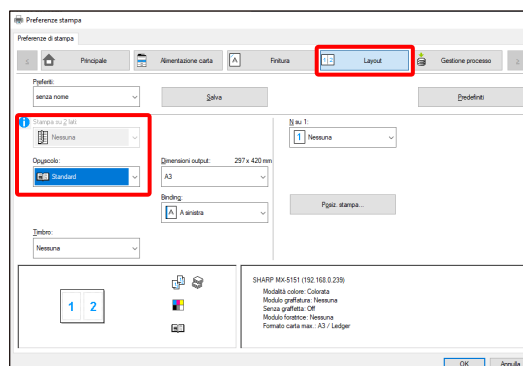 Preferenze stampa
Preferenze di stampa
Principale
Alimentazione carta
A
Finitura
1 2
Layout
Gestione processo
Preferiti:
senza nome
Salva
Predefiniti
Stampa su 2 lati:
Nessuna
N su 1:
1 Nessuna
Opuscolo:
Standard
Dimensioni output:
297 x 420 mm
A3
Binding:
A A sinistra
Posiz. stampa...
Timbro:
Nessuna
1 2
SHARP MX-5151 (192.168.0.239)
Modalità colore: Colorata
Modulo graffatura: Nessuna
Senza graffetta: Off
Modulo foratrice: Nessuna
Formato carta max.: A3 / Ledger
OK
Annulla